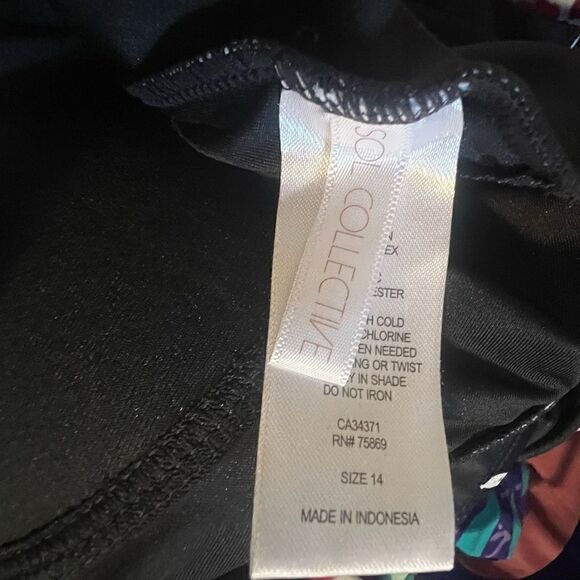 SOL COLLECTIVE
N
EX
ESTER
H COLD
CHLORINE
EN NEEDED
NG OR TWIST
Y IN SHADE
DO NOT IRON
CA34371
RN# 75869
SIZE 14
MADE IN INDONESIA